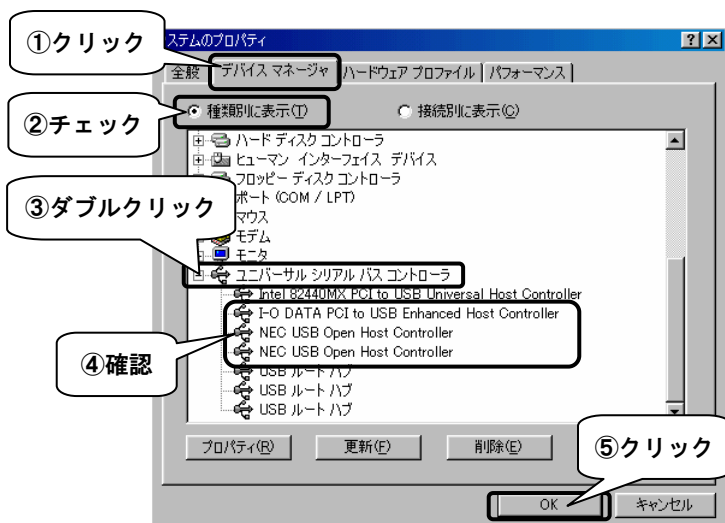 ①クリック
ステムのプロパティ
全般 デバイス マネージャ ハードウェア プロファイル パフォーマンス
②チェック
種類別に表示(T) 接続別に表示(C)
ハード ディスク コントローラ
ヒューマン インターフェイス デバイス
フロッピー ディスク コントローラ
ポート (COM / LPT)
③ダブルクリック
マウス
モデム
モニタ
ユニバーサル シリアル バス コントローラ
Intel 82440MX PCI to USB Universal Host Controller
I-O DATA PCI to USB Enhanced Host Controller
NEC USB Open Host Controller
NEC USB Open Host Controller
④確認
USB ルート ハブ
USB ルート ハブ
USB ルート ハブ
プロパティ(R) 更新(F) 削除(E)
⑤クリック
OK キャンセル